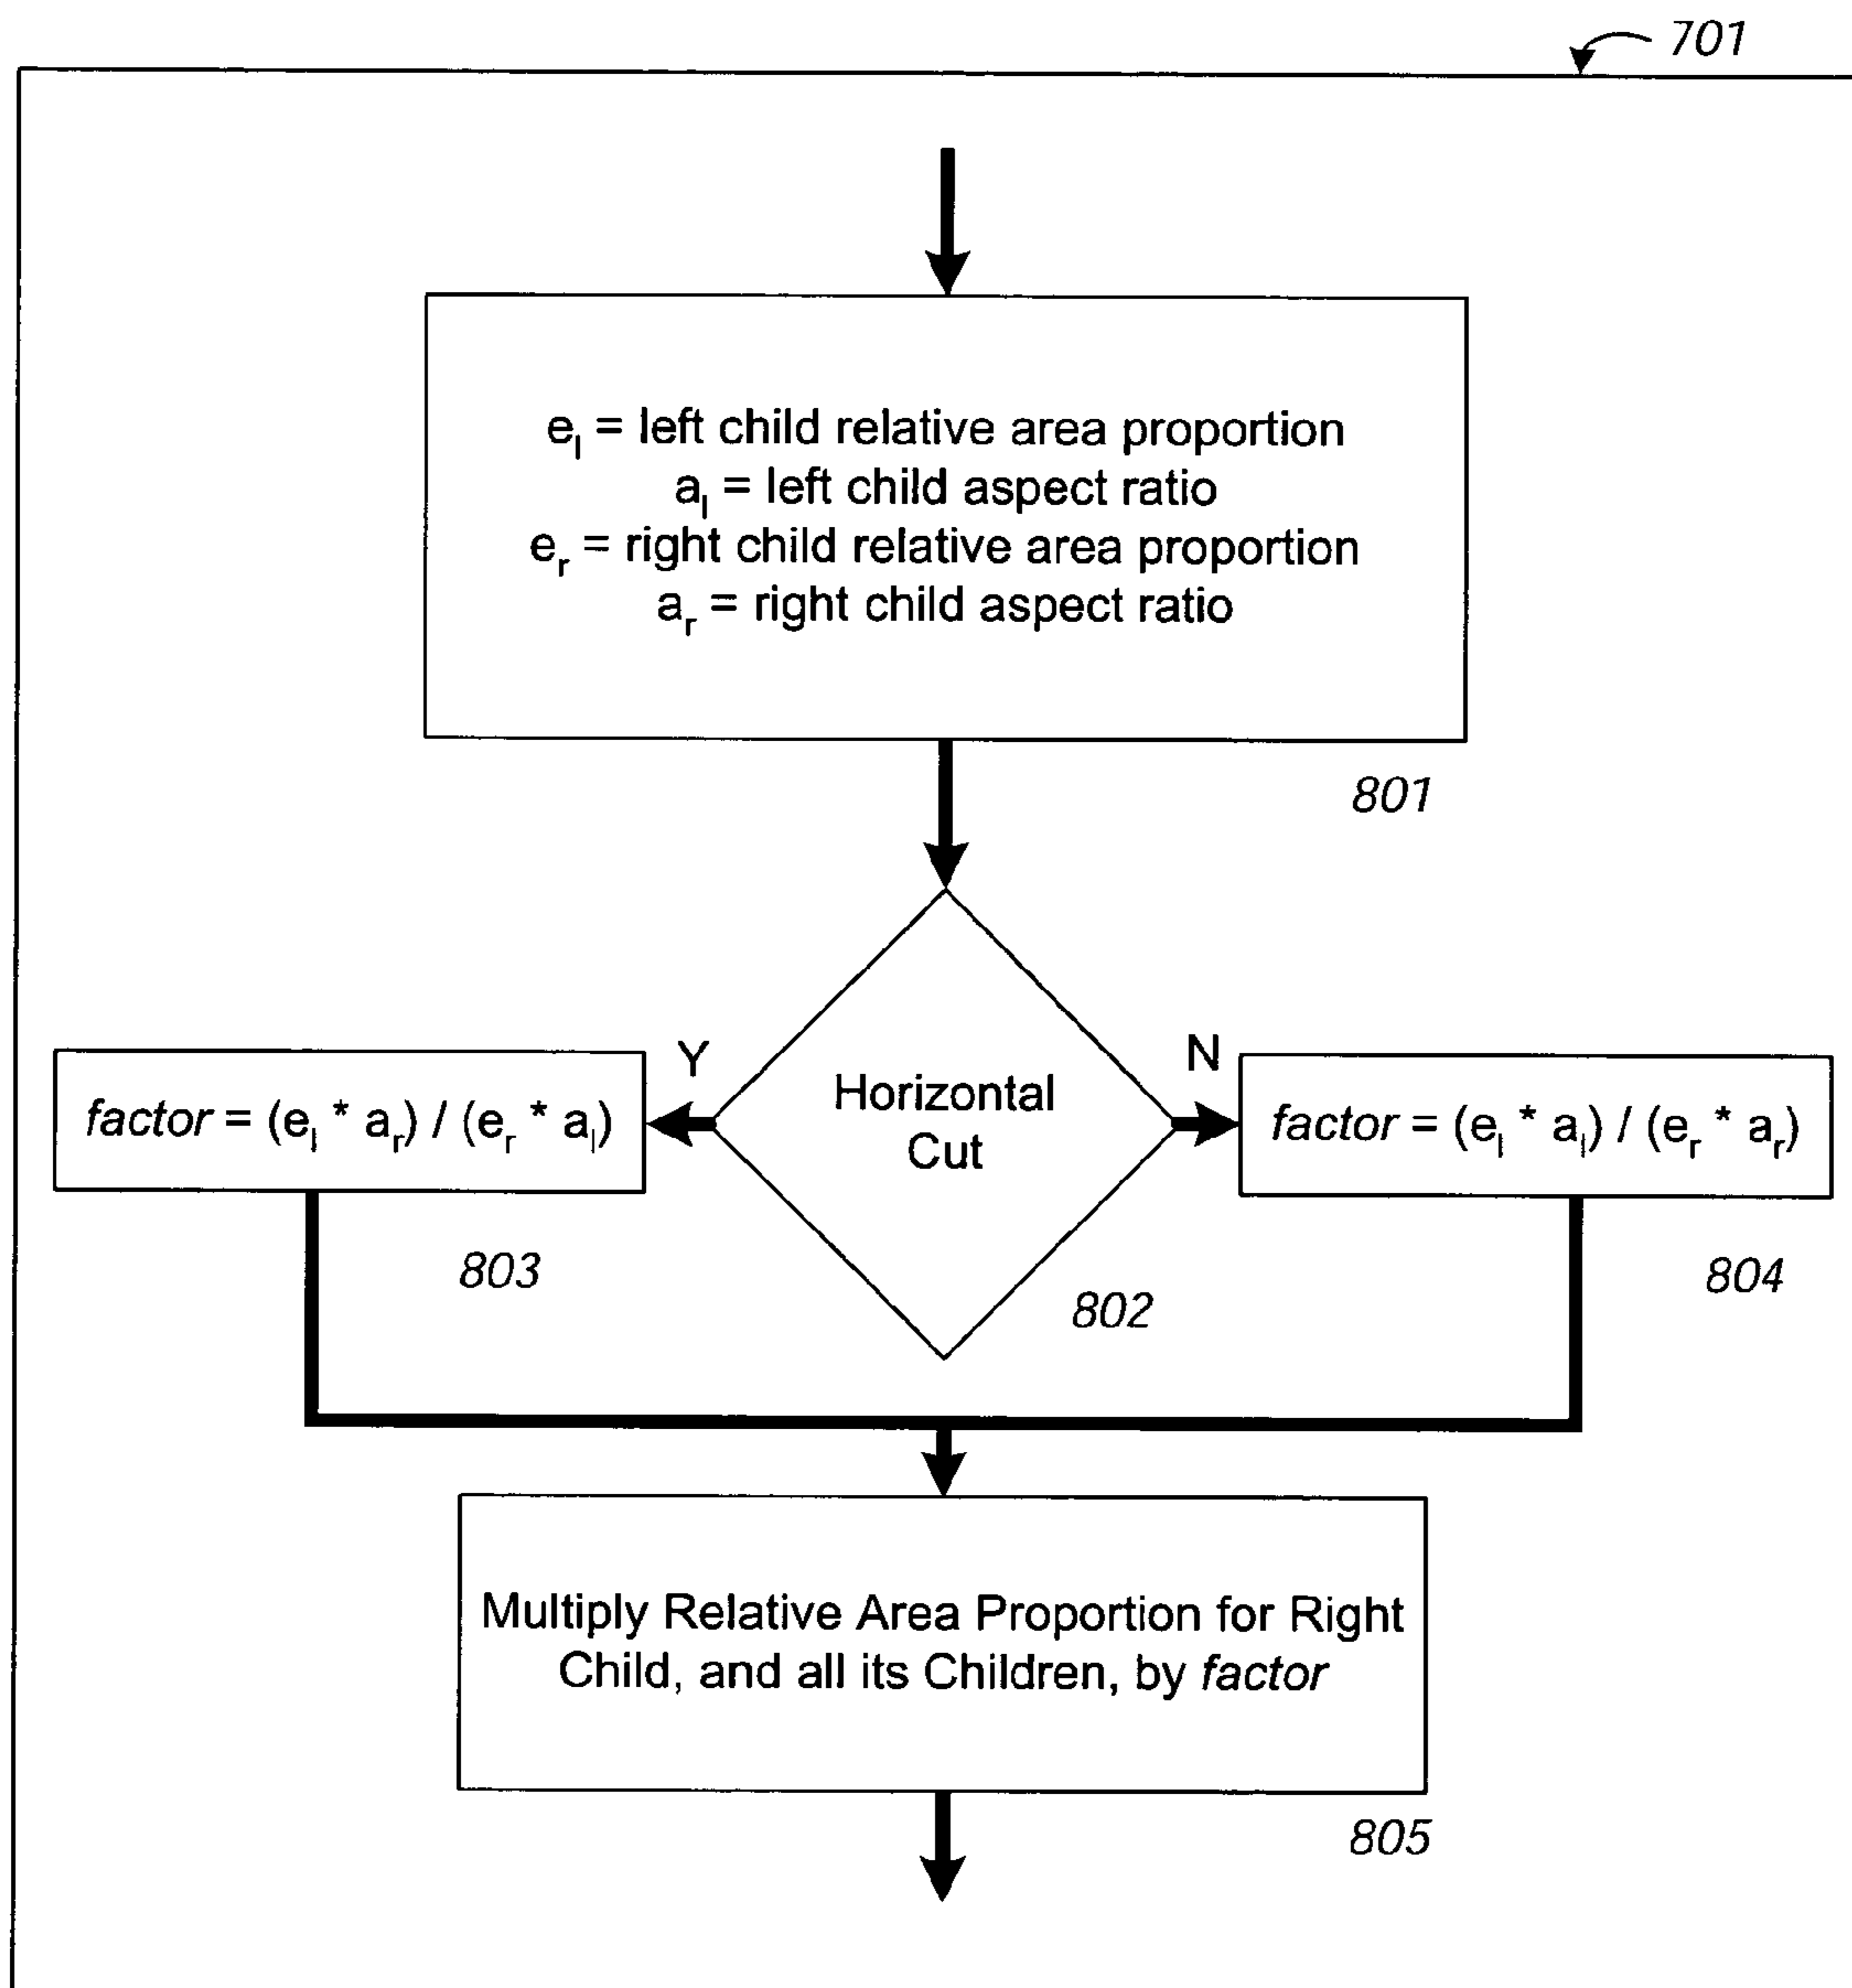 701
e_l = left child relative area proportion
a_l = left child aspect ratio
e_r = right child relative area proportion
a_r = right child aspect ratio
801
Horizontal
Cut
Y
N
factor = (e_l * a_r) / (e_r * a_l)
factor = (e_l * a_l) / (e_r * a_r)
803
802
804
Multiply Relative Area Proportion for Right
Child, and all its Children, by factor
805